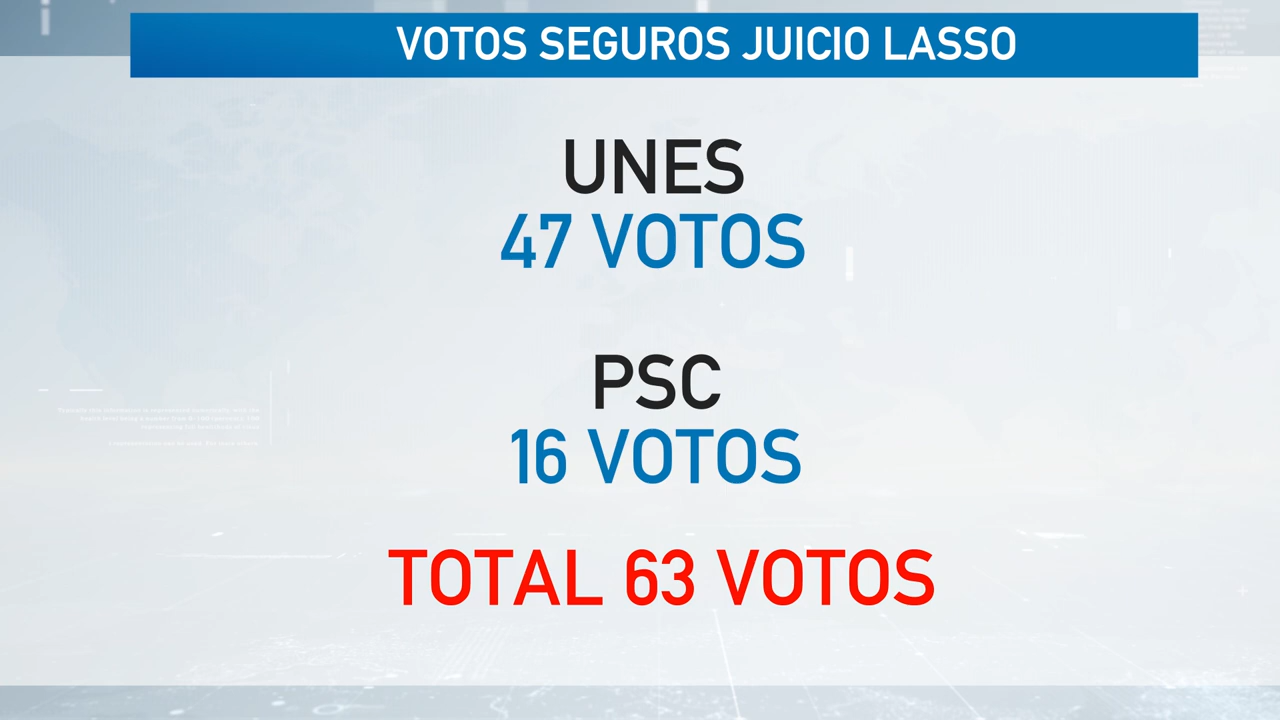 VOTOS SEGUROS JUICIO LASSO
UNES
47 VOTOS
PSC
16 VOTOS
TOTAL 63 VOTOS